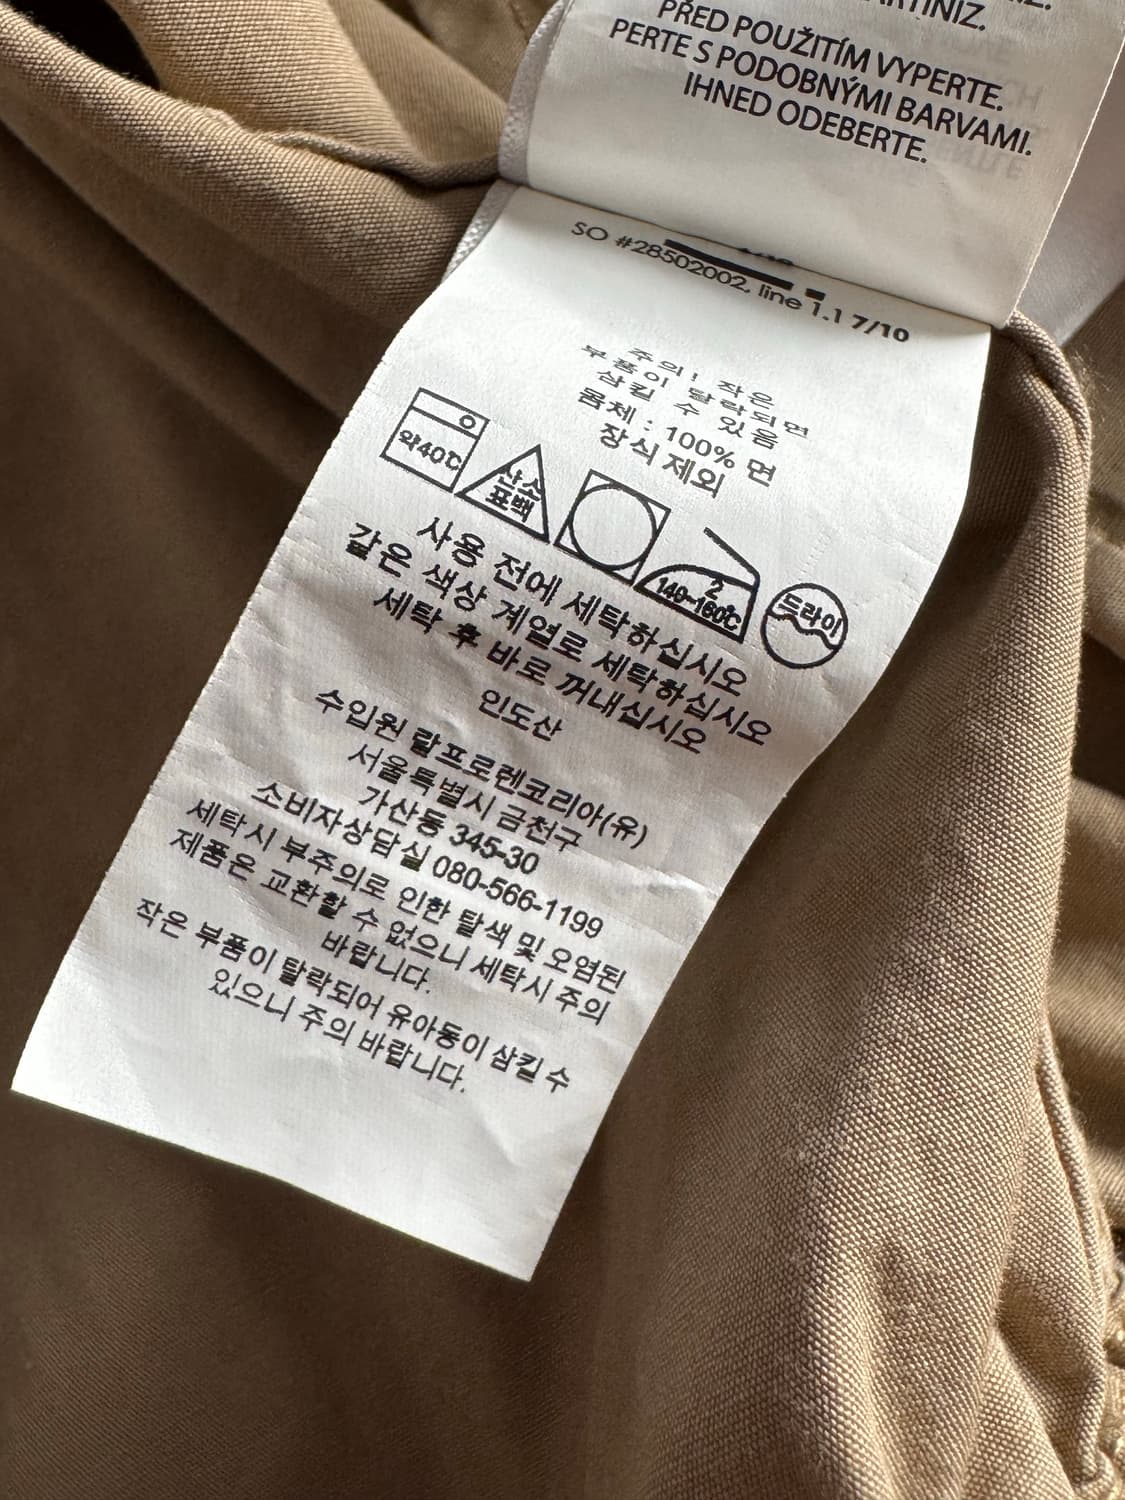 ARTINIZ.
PŘED POUŽITÍM VYPERTE.
PERTE S PODOBNÝMI BARVAMI.
IHNED ODEBERTE.
SO #28502002, line 1.1 7/10
주의! 작은
부품이 탈락되면
삼킬 수 있음
몸체 : 100% 면
장식 제외
약40℃
산소
표백
2
140~160℃
드라이
사용 전에 세탁하십시오
같은 색상 계열로 세탁하십시오
세탁 후 바로 꺼내십시오
인도산
수입원 랄프로렌코리아(유)
서울특별시 금천구
가산동 345-30
소비자상담실 080-566-1199
세탁시 부주의로 인한 탈색 및 오염된
제품은 교환할 수 없으니 세탁시 주의
바랍니다.
작은 부품이 탈락되어 유아동이 삼킬 수
있으니 주의 바랍니다.